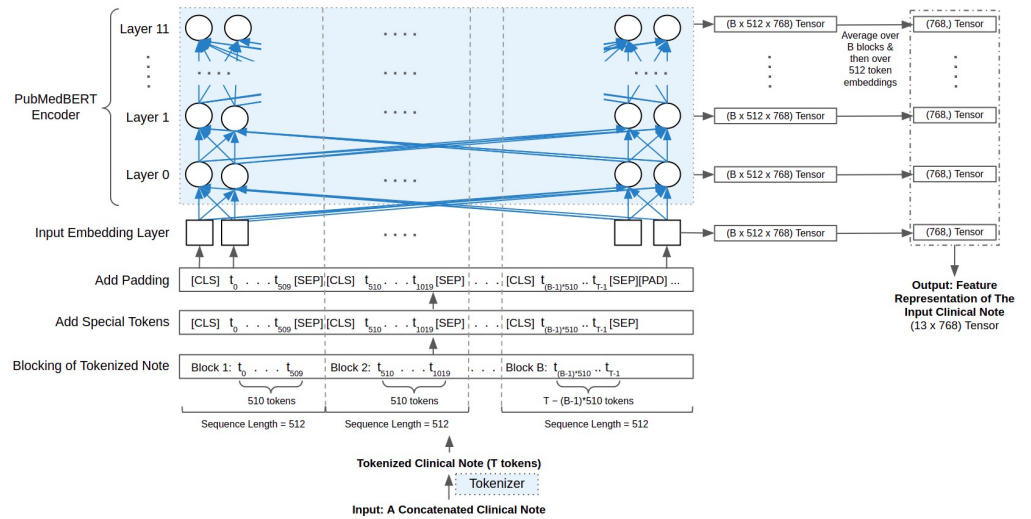 Layer 11
. . . .
(B x 512 x 768) Tensor
(768,) Tensor
Average over
B blocks &
then over
512 token
embeddings
PubMedBERT
Encoder
Layer 1
(B x 512 x 768) Tensor
(768,) Tensor
Layer 0
(B x 512 x 768) Tensor
(768,) Tensor
Input Embedding Layer
. . . .
(B x 512 x 768) Tensor
(768,) Tensor
Output: Feature
Representation of The
Input Clinical Note
(13 x 768) Tensor
Add Padding
[CLS] t0 . . . t509 [SEP] [CLS] t510 . . . t1019 [SEP] . . . [CLS] t(B-1)*510 .. tT-1 [SEP][PAD] ...
Add Special Tokens
[CLS] t0 . . . t509 [SEP] [CLS] t510 . . . t1019 [SEP] . . . [CLS] t(B-1)*510 .. tT-1 [SEP]
Blocking of Tokenized Note
Block 1: t0 . . . t509 Block 2: t510 . . . t1019 . . . Block B: t(B-1)*510 .. tT-1
510 tokens
510 tokens
T − (B-1)*510 tokens
Sequence Length = 512
Sequence Length = 512
Sequence Length = 512
Tokenized Clinical Note (T tokens)
Tokenizer
Input: A Concatenated Clinical Note